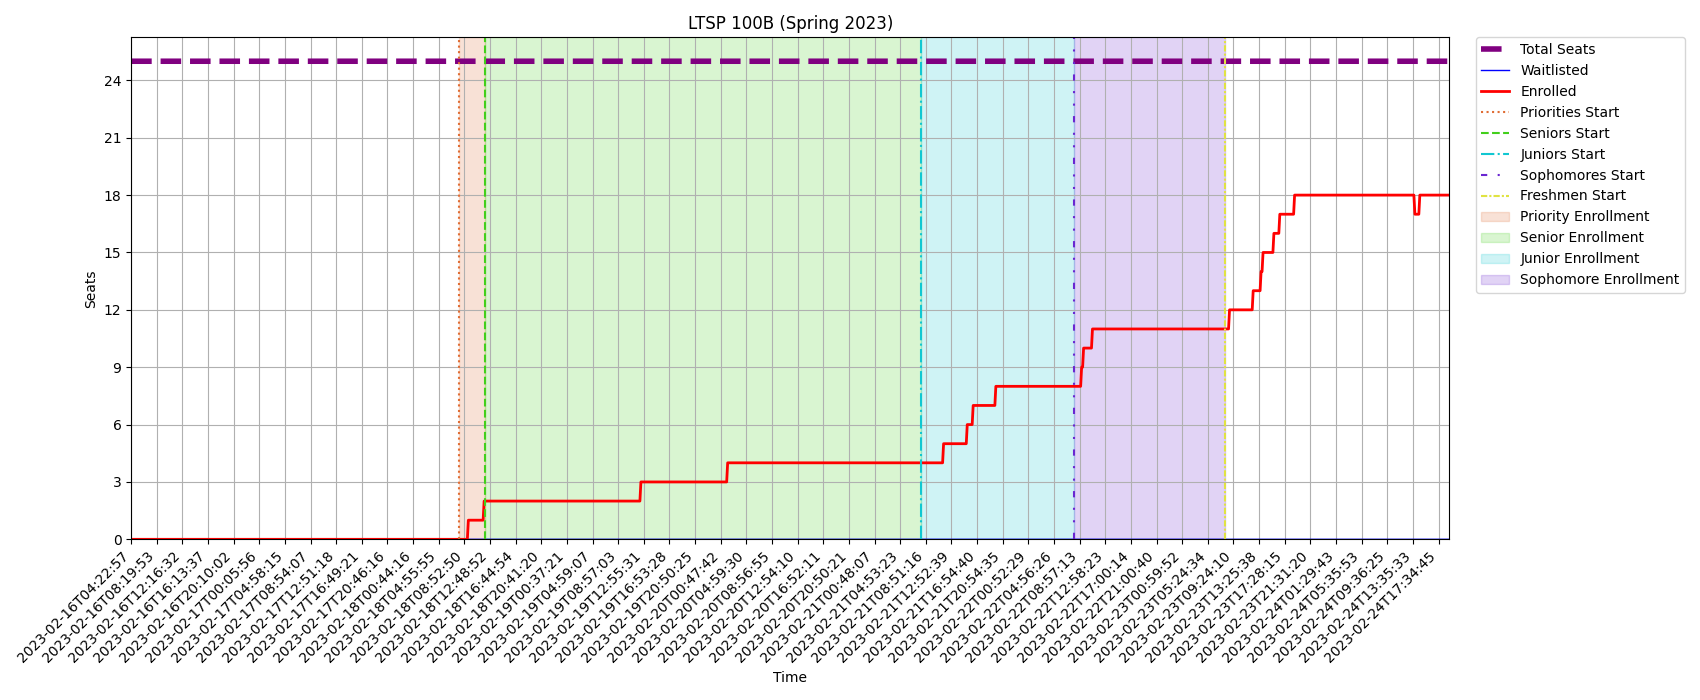 LTSP 100B (Spring 2023)
Seats
24
21
18
15
12
9
6
3
0
2023-02-16T04:22:57
2023-02-16T08:19:53
2023-02-16T12:16:32
2023-02-16T16:13:37
2023-02-16T20:10:02
2023-02-17T00:05:56
2023-02-17T04:58:15
2023-02-17T08:54:07
2023-02-17T12:51:18
2023-02-17T16:49:21
2023-02-17T20:46:16
2023-02-18T00:44:16
2023-02-18T04:55:55
2023-02-18T08:52:50
2023-02-18T12:48:52
2023-02-18T16:44:54
2023-02-18T20:41:20
2023-02-19T00:37:21
2023-02-19T04:59:07
2023-02-19T08:57:03
2023-02-19T12:55:31
2023-02-19T16:53:28
2023-02-19T20:50:25
2023-02-20T00:47:42
2023-02-20T04:59:30
2023-02-20T08:56:55
2023-02-20T12:54:10
2023-02-20T16:52:11
2023-02-20T20:50:21
2023-02-21T00:48:07
2023-02-21T04:53:23
2023-02-21T08:51:16
2023-02-21T12:52:39
2023-02-21T16:54:40
2023-02-21T20:54:35
2023-02-22T00:52:29
2023-02-22T04:56:26
2023-02-22T08:57:13
2023-02-22T12:58:23
2023-02-22T17:00:14
2023-02-22T21:00:40
2023-02-23T00:59:52
2023-02-23T05:24:34
2023-02-23T09:24:10
2023-02-23T13:25:38
2023-02-23T17:28:15
2023-02-23T21:31:20
2023-02-24T01:29:43
2023-02-24T05:35:53
2023-02-24T09:36:25
2023-02-24T13:35:33
2023-02-24T17:34:45
Time
Total Seats
Waitlisted
Enrolled
Priorities Start
Seniors Start
Juniors Start
Sophomores Start
Freshmen Start
Priority Enrollment
Senior Enrollment
Junior Enrollment
Sophomore Enrollment